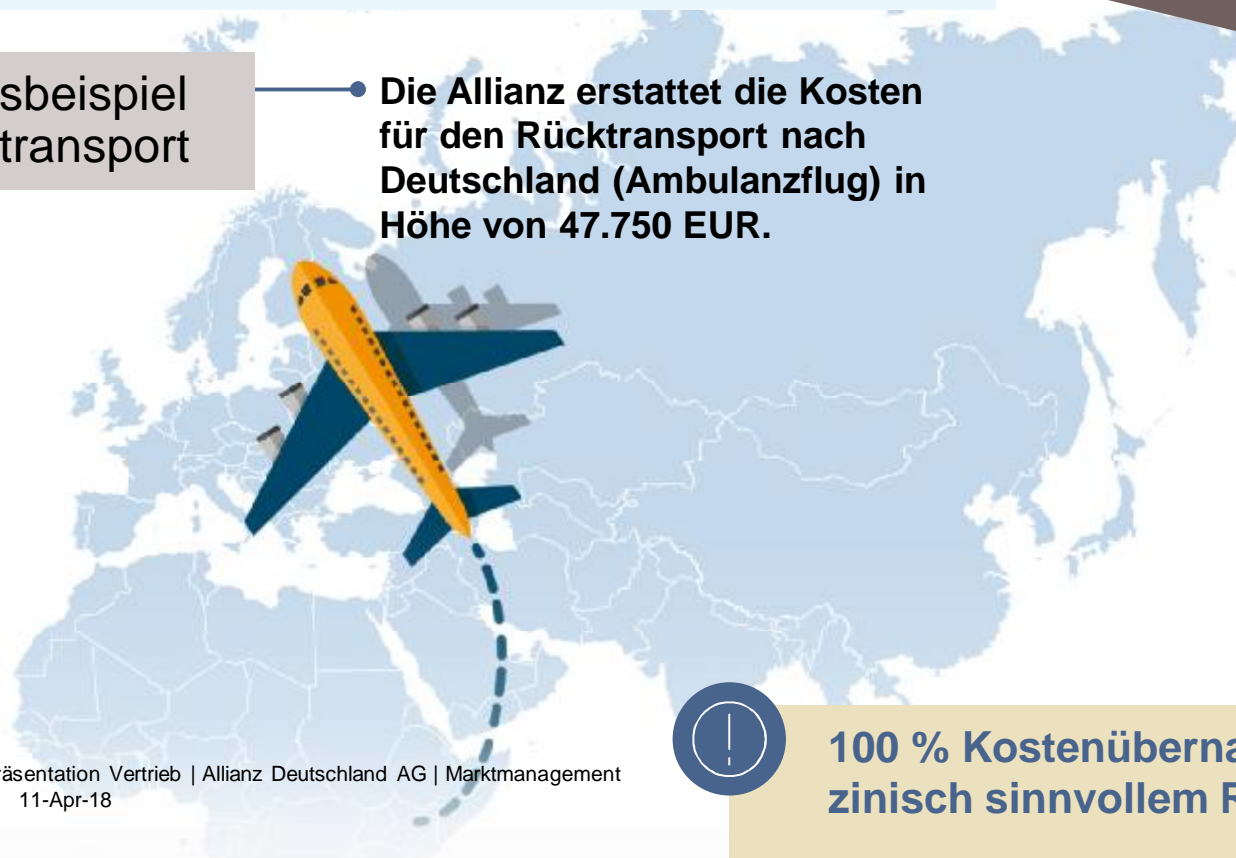 sbeispiel
transport
Die Allianz erstattet die Kosten
für den Rücktransport nach
Deutschland (Ambulanzflug) in
Höhe von 47.750 EUR.
100 % Kostenüberna
zinisch sinnvollem R
räsentation Vertrieb | Allianz Deutschland AG | Marktmanagement
11-Apr-18